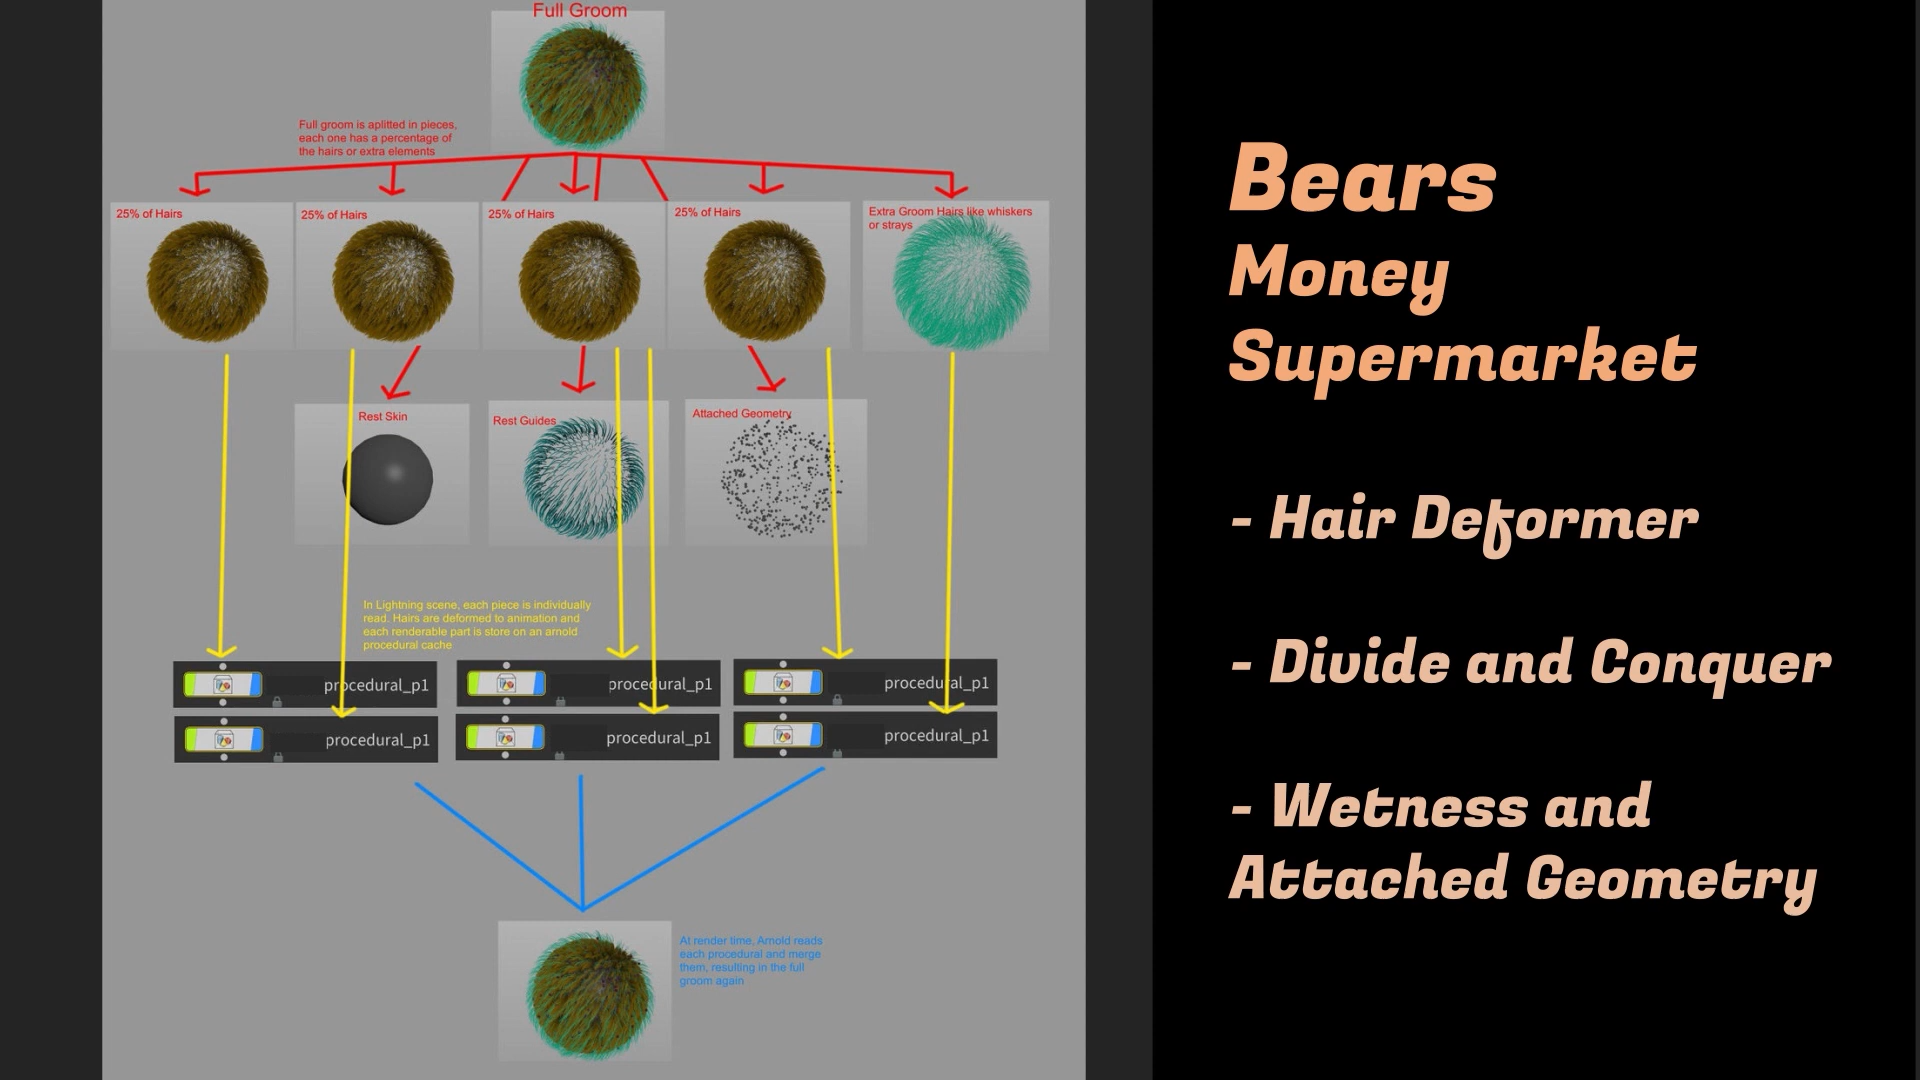 Full Groom
Full groom is aplitted in pieces,
each one has a percentage of
the hairs or extra elements
25% of Hairs
25% of Hairs
25% of Hairs
25% of Hairs
Extra Groom Hairs like whiskers
or strays
Rest Skin
Rest Guides
Attached Geometry
In Lightning scene, each piece is individually
read. Hairs are deformed to animation and
each renderable part is store on an arnold
procedural cache
procedural_p1
procedural_p1
procedural_p1
procedural_p1
procedural_p1
procedural_p1
At render time, Arnold reads
each procedural and merge
them, resulting in the full
groom again
Bears
Money
Supermarket
- Hair Deformer
- Divide and Conquer
- Wetness and
Attached Geometry